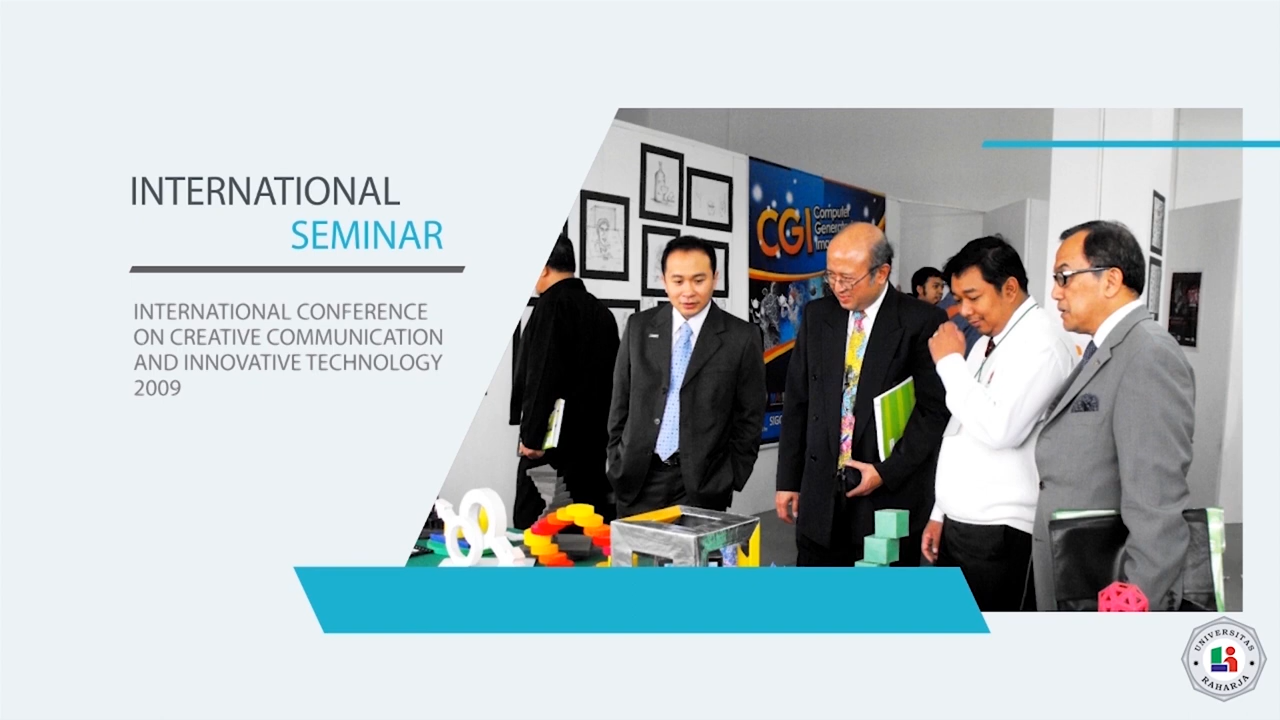 INTERNATIONAL
SEMINAR
INTERNATIONAL CONFERENCE
ON CREATIVE COMMUNICATION
AND INNOVATIVE TECHNOLOGY
2009
CGI
Computer
UNIVERSITAS
RAHARJA